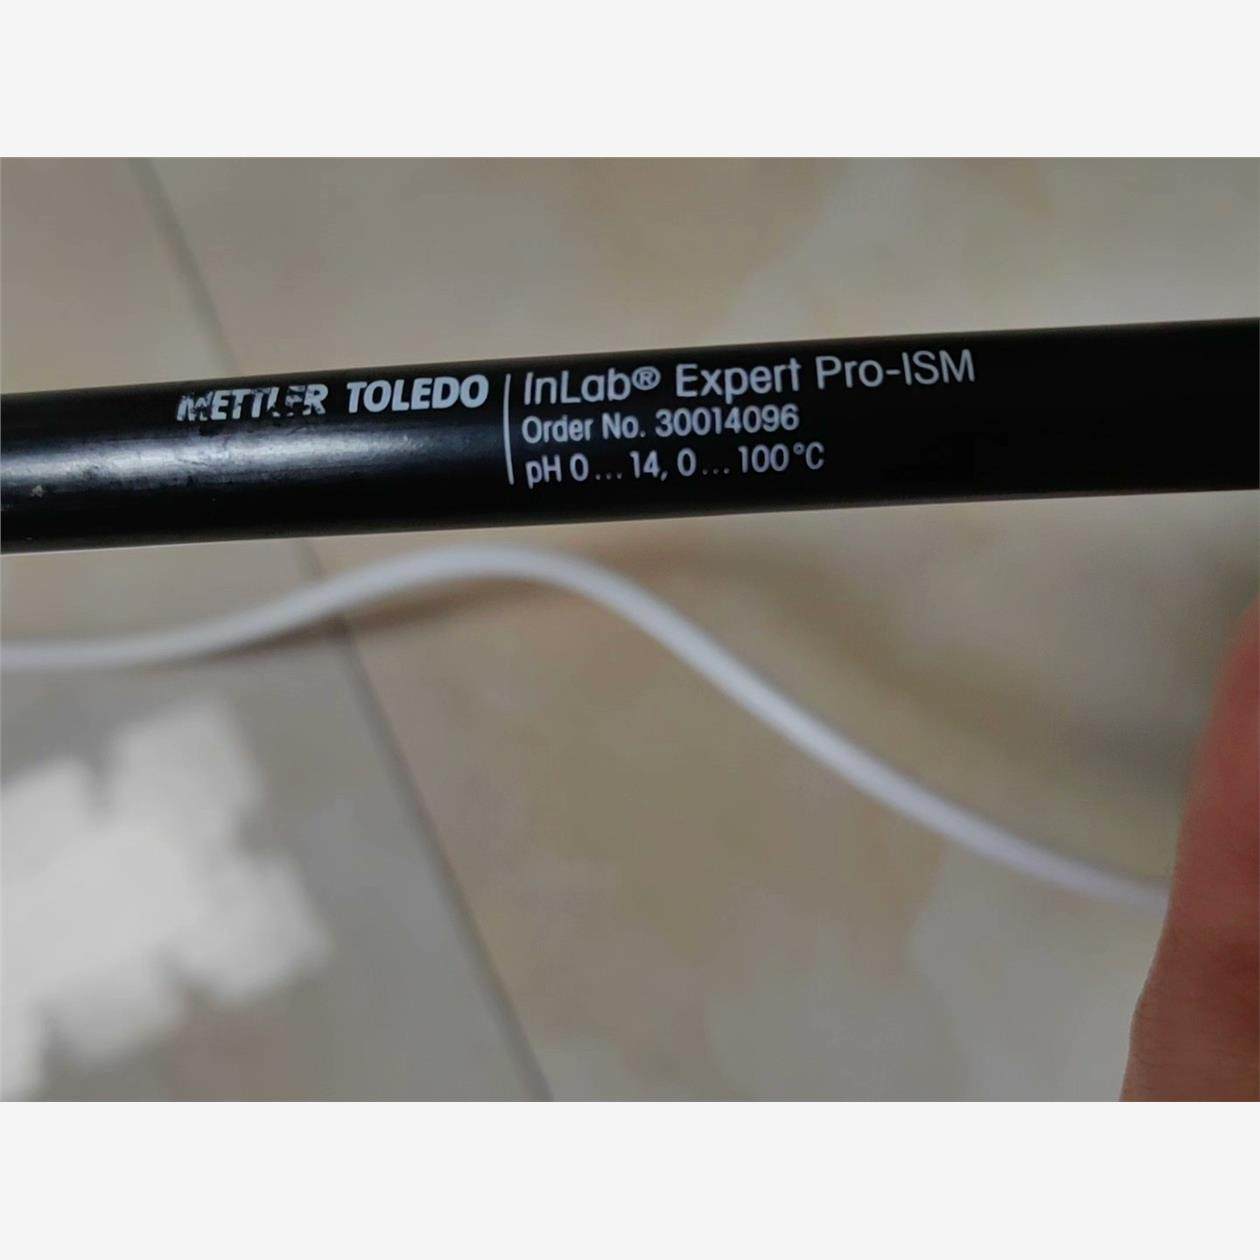 METTLER TOLEDO
InLab® Expert Pro-ISM
Order No. 30014096
pH 0...14, 0...100°C